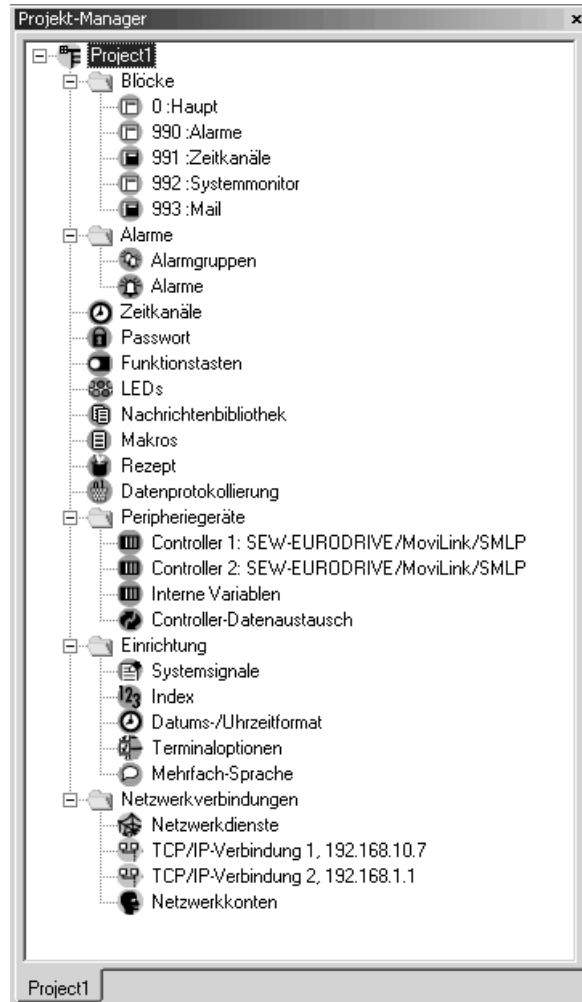 Projekt-Manager
Project1
Blöcke
0 :Haupt
990 :Alarme
991 :Zeitkanäle
992 :Systemmonitor
993 :Mail
Alarme
Alarmgruppen
Alarme
Zeitkanäle
Passwort
Funktionstasten
LEDs
Nachrichtenbibliothek
Makros
Rezept
Datenprotokollierung
Peripheriegeräte
Controller 1: SEW-EURODRIVE/MoviLink/SMLP
Controller 2: SEW-EURODRIVE/MoviLink/SMLP
Interne Variablen
Controller-Datenaustausch
Einrichtung
Systemsignale
Index
Datums-/Uhrzeitformat
Terminaloptionen
Mehrfach-Sprache
Netzwerkverbindungen
Netzwerkdienste
TCP/IP-Verbindung 1, 192.168.10.7
TCP/IP-Verbindung 2, 192.168.1.1
Netzwerkkonten
Project1